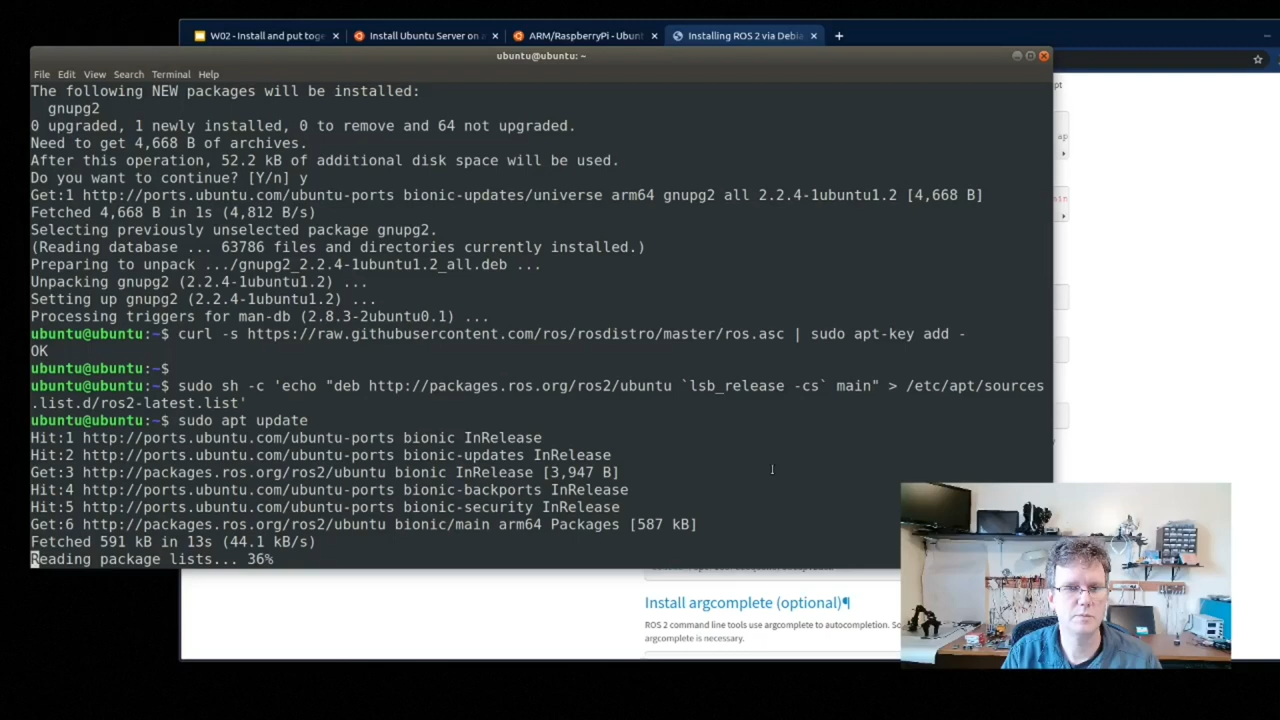 W02 - Install and put toge
Install Ubuntu Server on a
ARM/RaspberryPi - Ubunt
Installing ROS 2 via Debia
ubuntu@ubuntu: ~
File Edit View Search Terminal Help
The following NEW packages will be installed:
gnupg2
0 upgraded, 1 newly installed, 0 to remove and 64 not upgraded.
Need to get 4,668 B of archives.
After this operation, 52.2 kB of additional disk space will be used.
Do you want to continue? [Y/n] y
Get:1 http://ports.ubuntu.com/ubuntu-ports bionic-updates/universe arm64 gnupg2 all 2.2.4-1ubuntu1.2 [4,668 B]
Fetched 4,668 B in 1s (4,812 B/s)
Selecting previously unselected package gnupg2.
(Reading database ... 63786 files and directories currently installed.)
Preparing to unpack .../gnupg2_2.2.4-1ubuntu1.2_all.deb ...
Unpacking gnupg2 (2.2.4-1ubuntu1.2) ...
Setting up gnupg2 (2.2.4-1ubuntu1.2) ...
Processing triggers for man-db (2.8.3-2ubuntu0.1) ...
ubuntu@ubuntu:~$ curl -s https://raw.githubusercontent.com/ros/rosdistro/master/ros.asc | sudo apt-key add -
OK
ubuntu@ubuntu:~$
ubuntu@ubuntu:~$ sudo sh -c 'echo "deb http://packages.ros.org/ros2/ubuntu `lsb_release -cs` main" > /etc/apt/sources
.list.d/ros2-latest.list'
ubuntu@ubuntu:~$ sudo apt update
Hit:1 http://ports.ubuntu.com/ubuntu-ports bionic InRelease
Hit:2 http://ports.ubuntu.com/ubuntu-ports bionic-updates InRelease
Get:3 http://packages.ros.org/ros2/ubuntu bionic InRelease [3,947 B]
Hit:4 http://ports.ubuntu.com/ubuntu-ports bionic-backports InRelease
Hit:5 http://ports.ubuntu.com/ubuntu-ports bionic-security InRelease
Get:6 http://packages.ros.org/ros2/ubuntu bionic/main arm64 Packages [587 kB]
Fetched 591 kB in 13s (44.1 kB/s)
Reading package lists... 36%
pt
ap
Install argcomplete (optional)¶
ROS 2 command line tools use argcomplete to autocompletion. So
argcomplete is necessary.